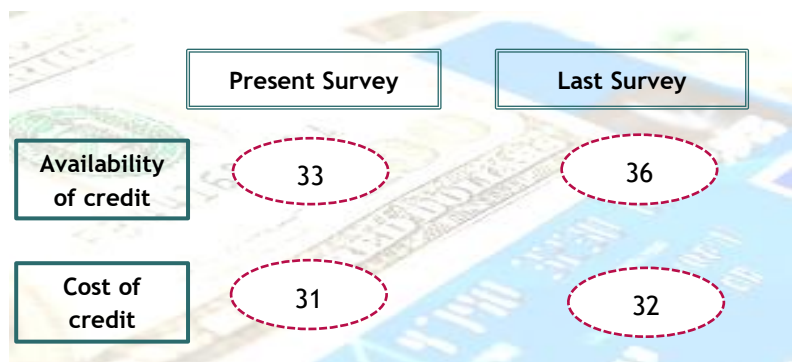 Present Survey
Last Survey
Availability
of credit
33
36
Cost of
credit
31
32